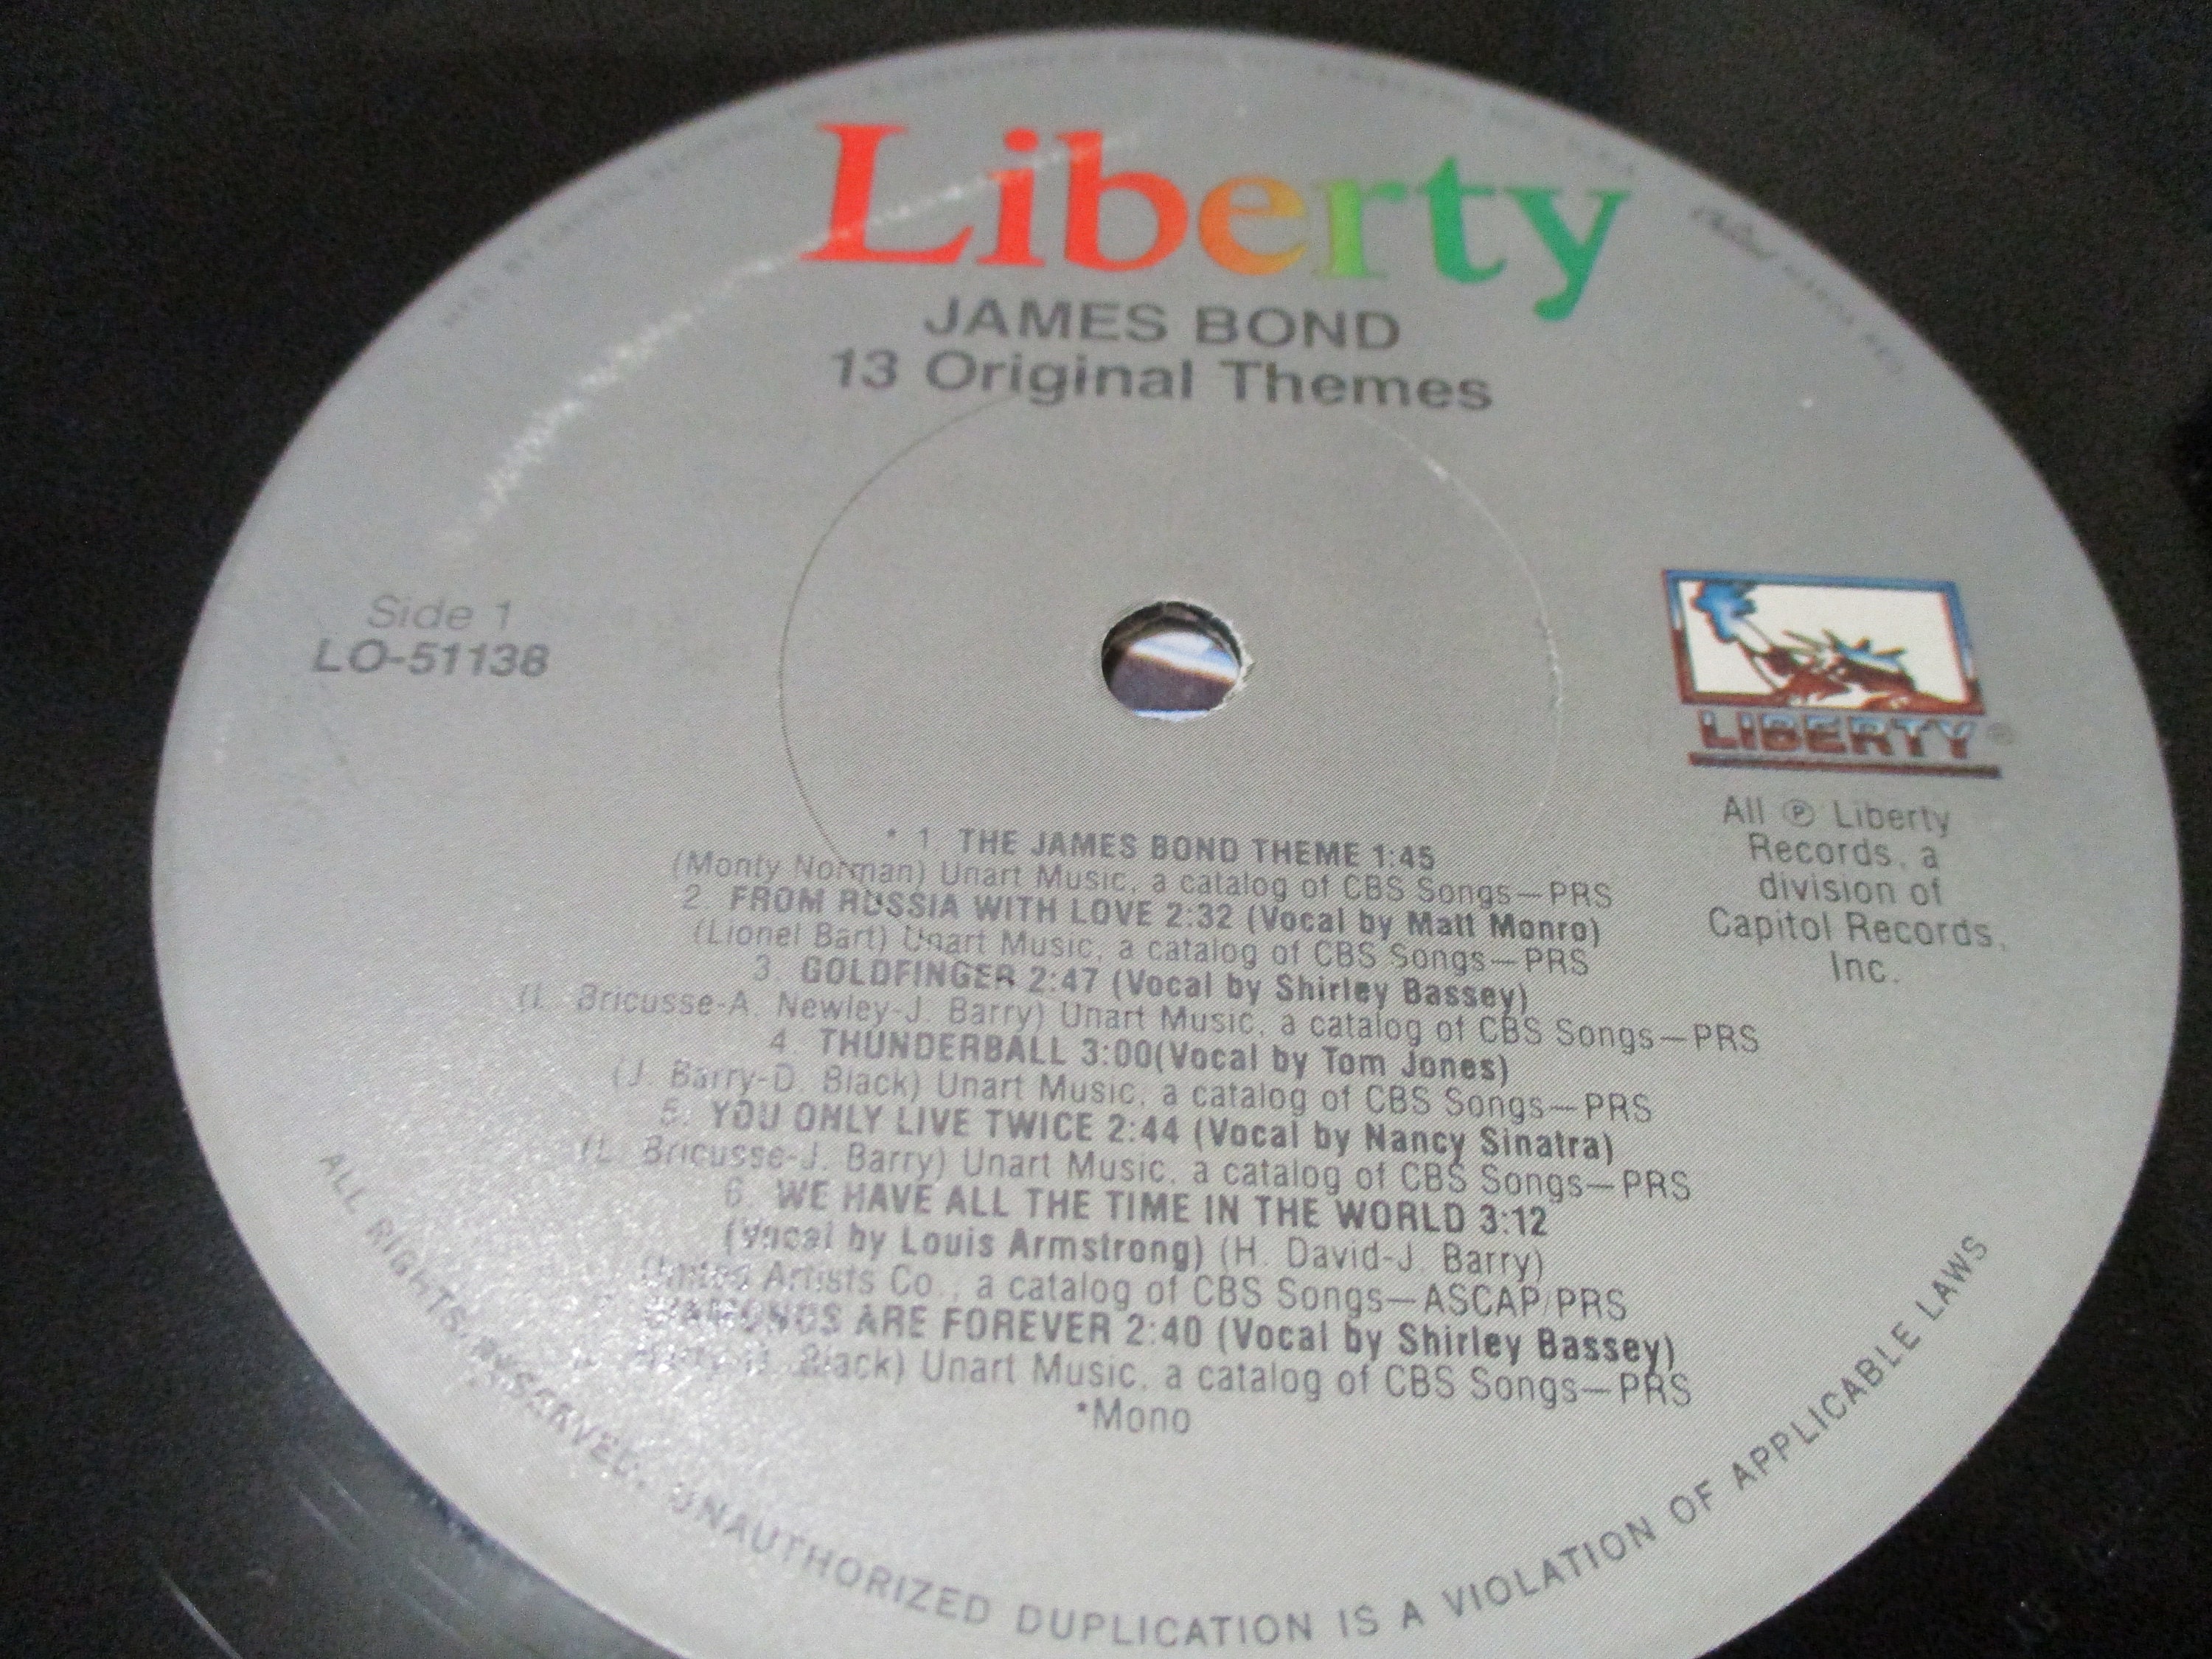 Liberty
JAMES BOND
13 Original Themes
Side 1
LO-51138
LIBERTY®
All ℗ Liberty
Records, a
division of
Capitol Records,
Inc.
* 1. THE JAMES BOND THEME 1:45
(Monty Norman) Unart Music, a catalog of CBS Songs—PRS
2. FROM RUSSIA WITH LOVE 2:32 (Vocal by Matt Monro)
(Lionel Bart) Unart Music, a catalog of CBS Songs—PRS
3. GOLDFINGER 2:47 (Vocal by Shirley Bassey)
(L. Bricusse-A. Newley-J. Barry) Unart Music, a catalog of CBS Songs—PRS
4. THUNDERBALL 3:00(Vocal by Tom Jones)
(J. Barry-D. Black) Unart Music, a catalog of CBS Songs—PRS
5. YOU ONLY LIVE TWICE 2:44 (Vocal by Nancy Sinatra)
(L. Bricusse-J. Barry) Unart Music, a catalog of CBS Songs—PRS
6. WE HAVE ALL THE TIME IN THE WORLD 3:12
(Vocal by Louis Armstrong) (H. David-J. Barry)
United Artists Co., a catalog of CBS Songs—ASCAP/PRS
DIAMONDS ARE FOREVER 2:40 (Vocal by Shirley Bassey)
Black) Unart Music, a catalog of CBS Songs—PRS
*Mono
ALL RIGHTS RESERVED. UNAUTHORIZED DUPLICATION IS A VIOLATION OF APPLICABLE LAWS